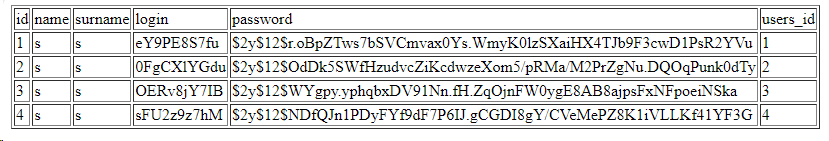 id name surname login password users_id
1 s s eY9PE8S7fu $2y$12$r.oBpZTws7bSVCmvax0Ys.WmyK0lzSXaiHX4TJb9F3cwD1PsR2YVu 1
2 s s 0FgCXlYGdu $2y$12$OdDk5SWfHzudvcZiKcdwzeXom5/pRMa/M2PrZgNu.DQOqPunk0dTy 2
3 s s OERv8jY7IB $2y$12$WYgpy.yphqbxDV91Nn.fH.ZqOjnFW0ygE8AB8ajpsFxNFpoeiNSka 3
4 s s sFU2z9z7hM $2y$12$NDfQJn1PDyFYf9dF7P6IJ.gCGDI8gY/CVeMePZ8K1iVLLKf41YF3G 4